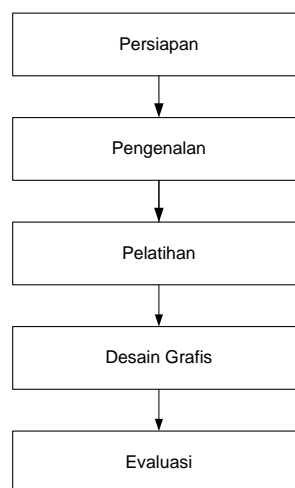 Persiapan
Pengenalan
Pelatihan
Desain Grafis
Evaluasi